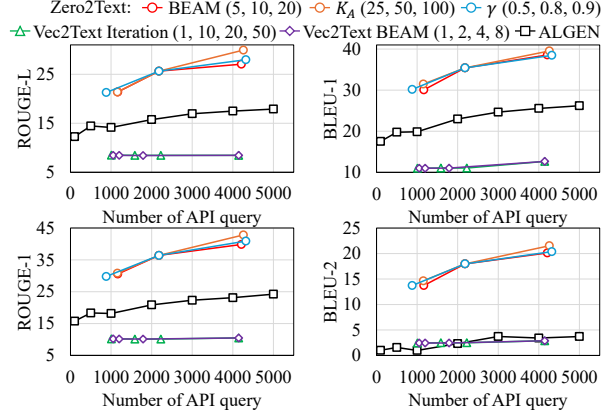 Zero2Text: BEAM (5, 10, 20) K_A (25, 50, 100) γ (0.5, 0.8, 0.9)
Vec2Text Iteration (1, 10, 20, 50) Vec2Text BEAM (1, 2, 4, 8) ALGEN
ROUGE-L
25
15
5
0 1000 2000 3000 4000 5000
Number of API query
BLEU-1
40
30
20
10
0 1000 2000 3000 4000 5000
Number of API query
ROUGE-1
45
35
25
15
5
0 1000 2000 3000 4000 5000
Number of API query
BLEU-2
25
20
15
10
5
0
0 1000 2000 3000 4000 5000
Number of API query